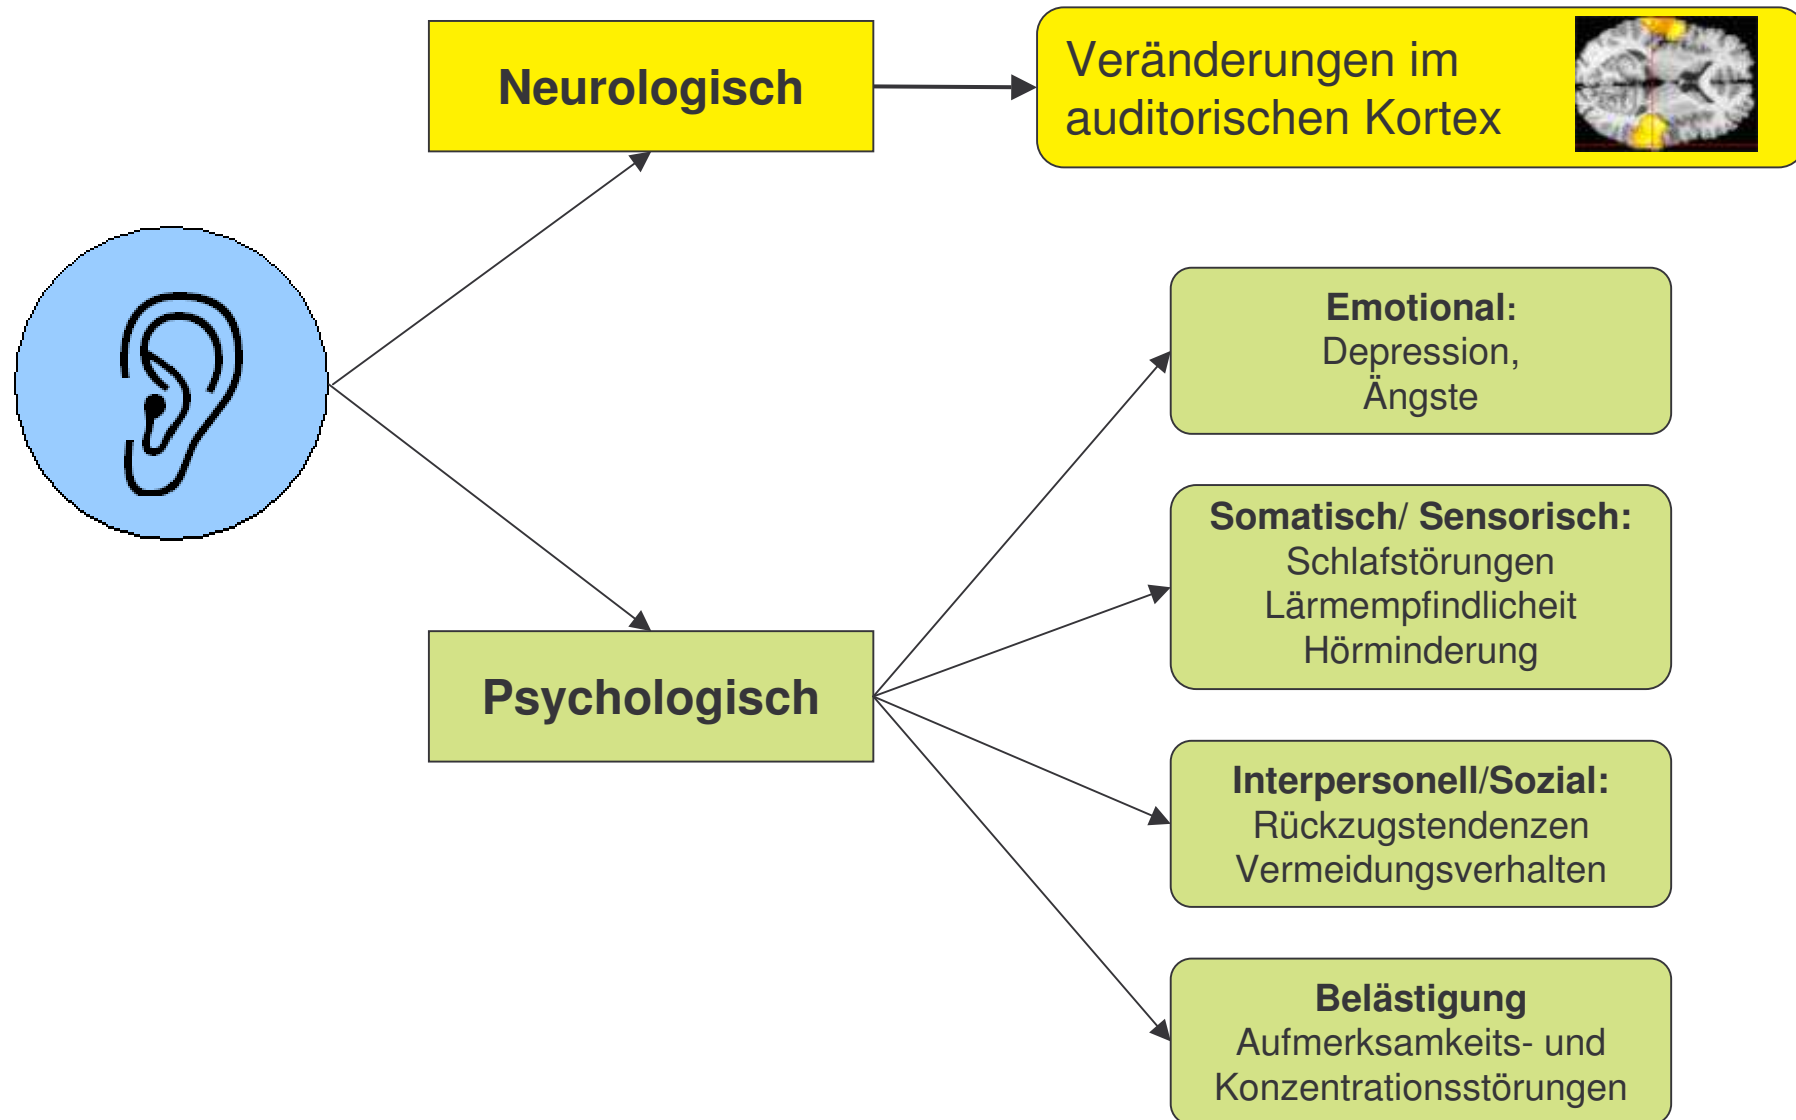 Neurologisch
Veränderungen im
auditorischen Kortex
Emotional:
Depression,
Ängste
Somatisch/ Sensorisch:
Schlafstörungen
Lärmempfindlicheit
Hörminderung
Psychologisch
Interpersonell/Sozial:
Rückzugstendenzen
Vermeidungsverhalten
Belästigung
Aufmerksamkeits- und
Konzentrationsstörungen